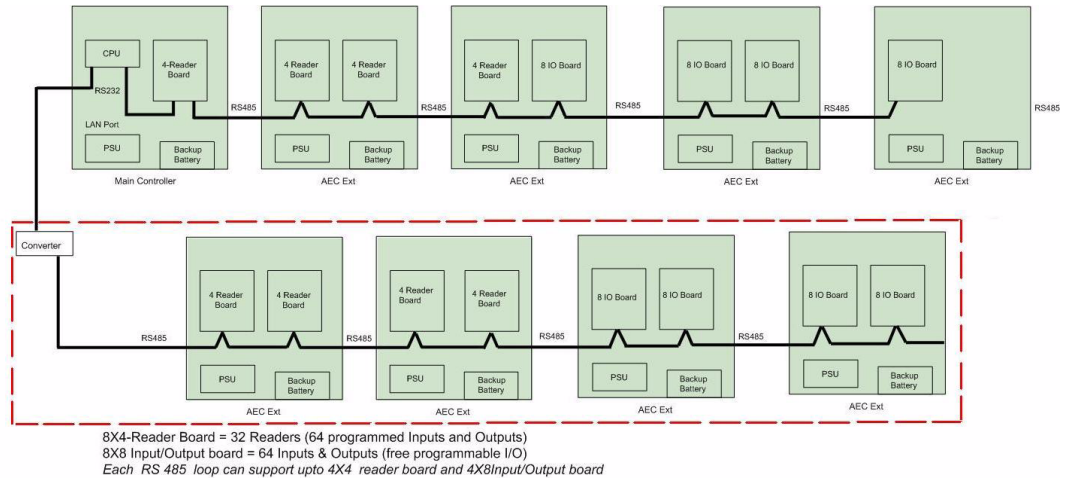 CPU
4-Reader
Board
RS232
LAN Port
PSU
Backup
Battery
Main Controller
RS485
4 Reader
Board
4 Reader
Board
PSU
Backup
Battery
AEC Ext
RS485
4 Reader
Board
8 IO Board
PSU
Backup
Battery
AEC Ext
RS485
8 IO Board
8 IO Board
PSU
Backup
Battery
AEC Ext
RS485
8 IO Board
PSU
Backup
Battery
AEC Ext
RS485
Converter
RS485
4 Reader
Board
4 Reader
Board
PSU
Backup
Battery
AEC Ext
RS485
4 Reader
Board
4 Reader
Board
PSU
Backup
Battery
AEC Ext
RS485
8 IO Board
8 IO Board
PSU
Backup
Battery
AEC Ext
RS485
8 IO Board
8 IO Board
PSU
Backup
Battery
AEC Ext
8X4-Reader Board = 32 Readers (64 programmed Inputs and Outputs)
8X8 Input/Output board = 64 Inputs & Outputs (free programmable I/O)
Each RS 485 loop can support upto 4X4 reader board and 4X8Input/Output board